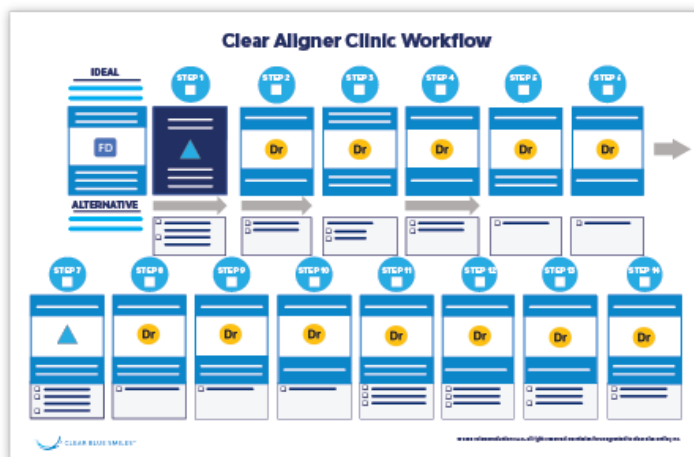 Clear Aligner Clinic Workflow
IDEAL
STEP 1
STEP 2
STEP 3
STEP 4
STEP 5
STEP 6
FD
Dr
Dr
Dr
Dr
Dr
ALTERNATIVE
STEP 7
STEP 8
STEP 9
STEP 10
STEP 11
STEP 12
STEP 13
STEP 14
Dr
Dr
Dr
Dr
Dr
Dr
Dr
CLEAR BLUE SMILES